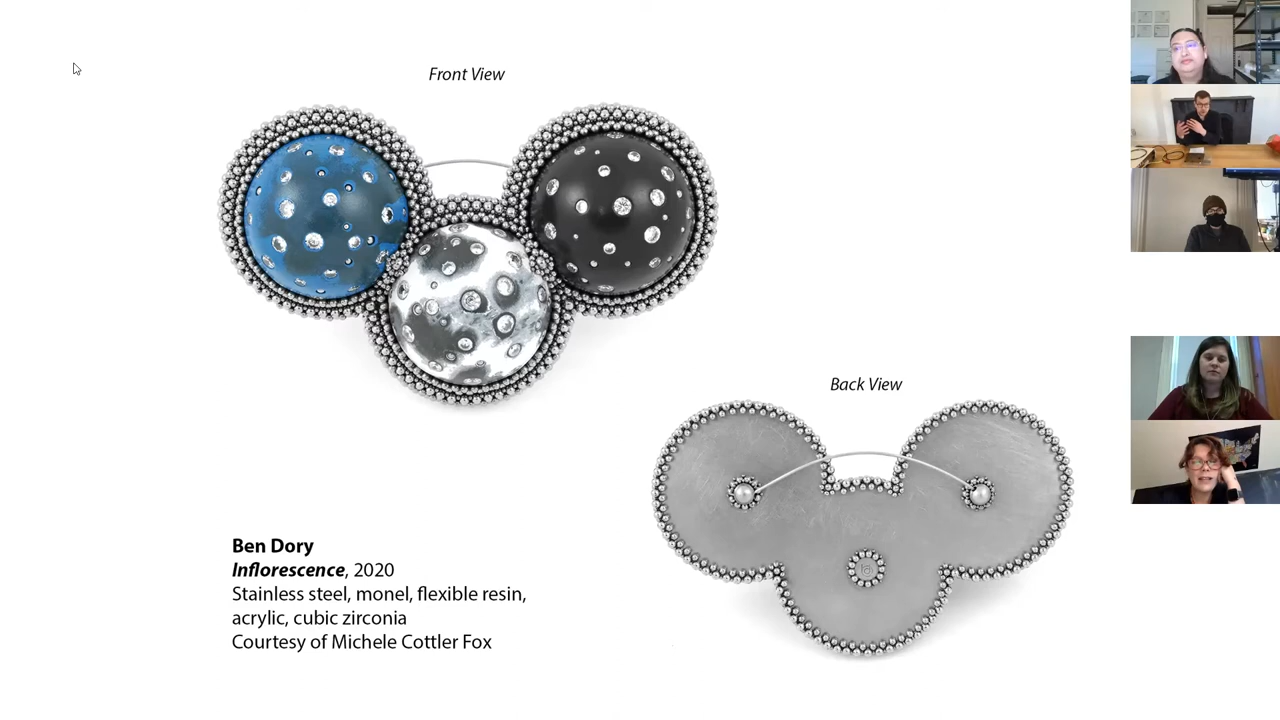 Front View
Back View
Ben Dory
Inflorescence, 2020
Stainless steel, monel, flexible resin,
acrylic, cubic zirconia
Courtesy of Michele Cottler Fox